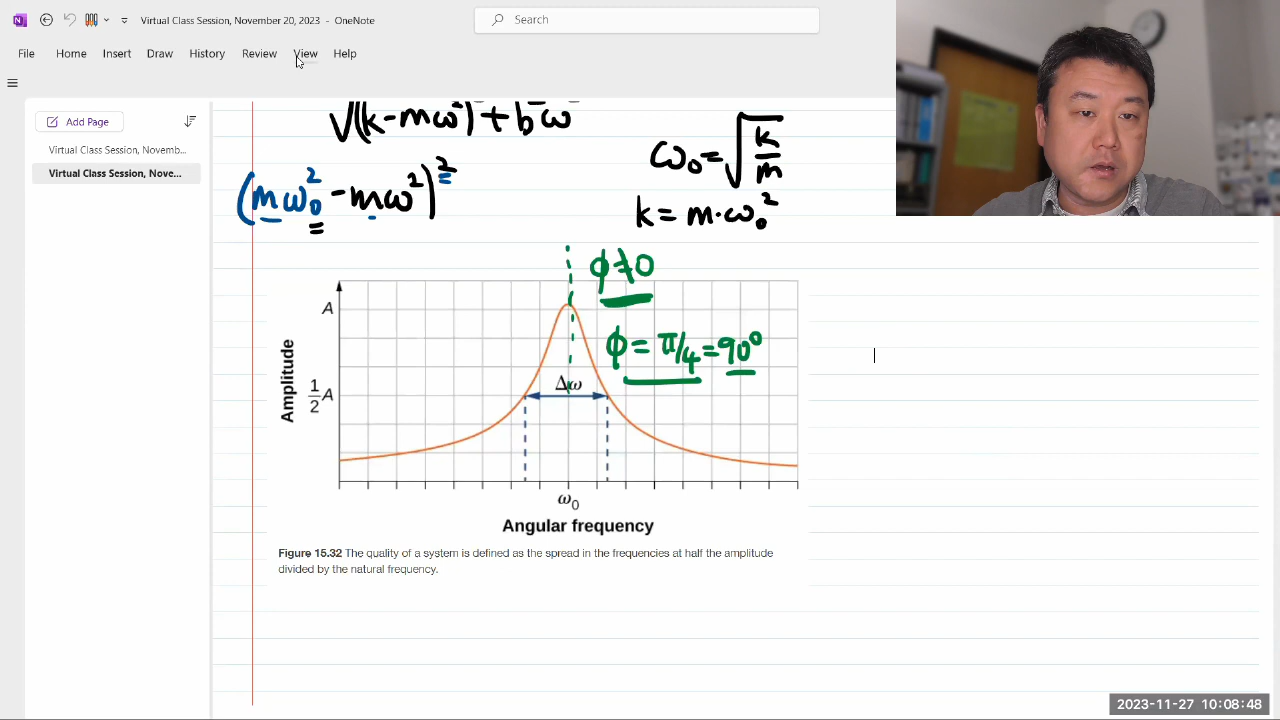 Virtual Class Session, November 20, 2023 - OneNote
Search
File Home Insert Draw History Review View Help
Add Page
Virtual Class Session, Novemb...
Virtual Class Session, Nove...
√(k-mω²)²+b²ω²
(mω₀²-mω²)²
ω₀=√k/m
k=m·ω₀²
ϕ≠0
ϕ=π/4=90°
A
Δω
1/2 A
Amplitude
ω₀
Angular frequency
Figure 15.32 The quality of a system is defined as the spread in the frequencies at half the amplitude
divided by the natural frequency.
2023-11-27 10:08:48